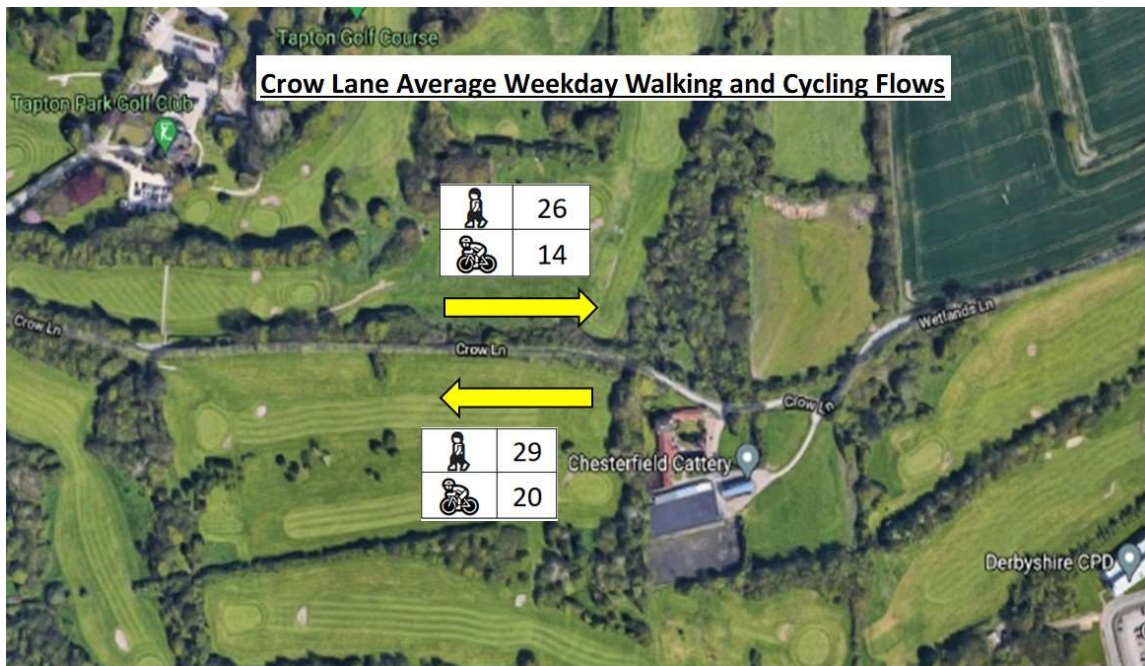 Tapton Golf Course
Crow Lane Average Weekday Walking and Cycling Flows
Tapton Park Golf Club
26
14
Crow Ln
Wetlands Ln
Crow Ln
Crow Ln
29
20
Chesterfield Cattery
Derbyshire CPD